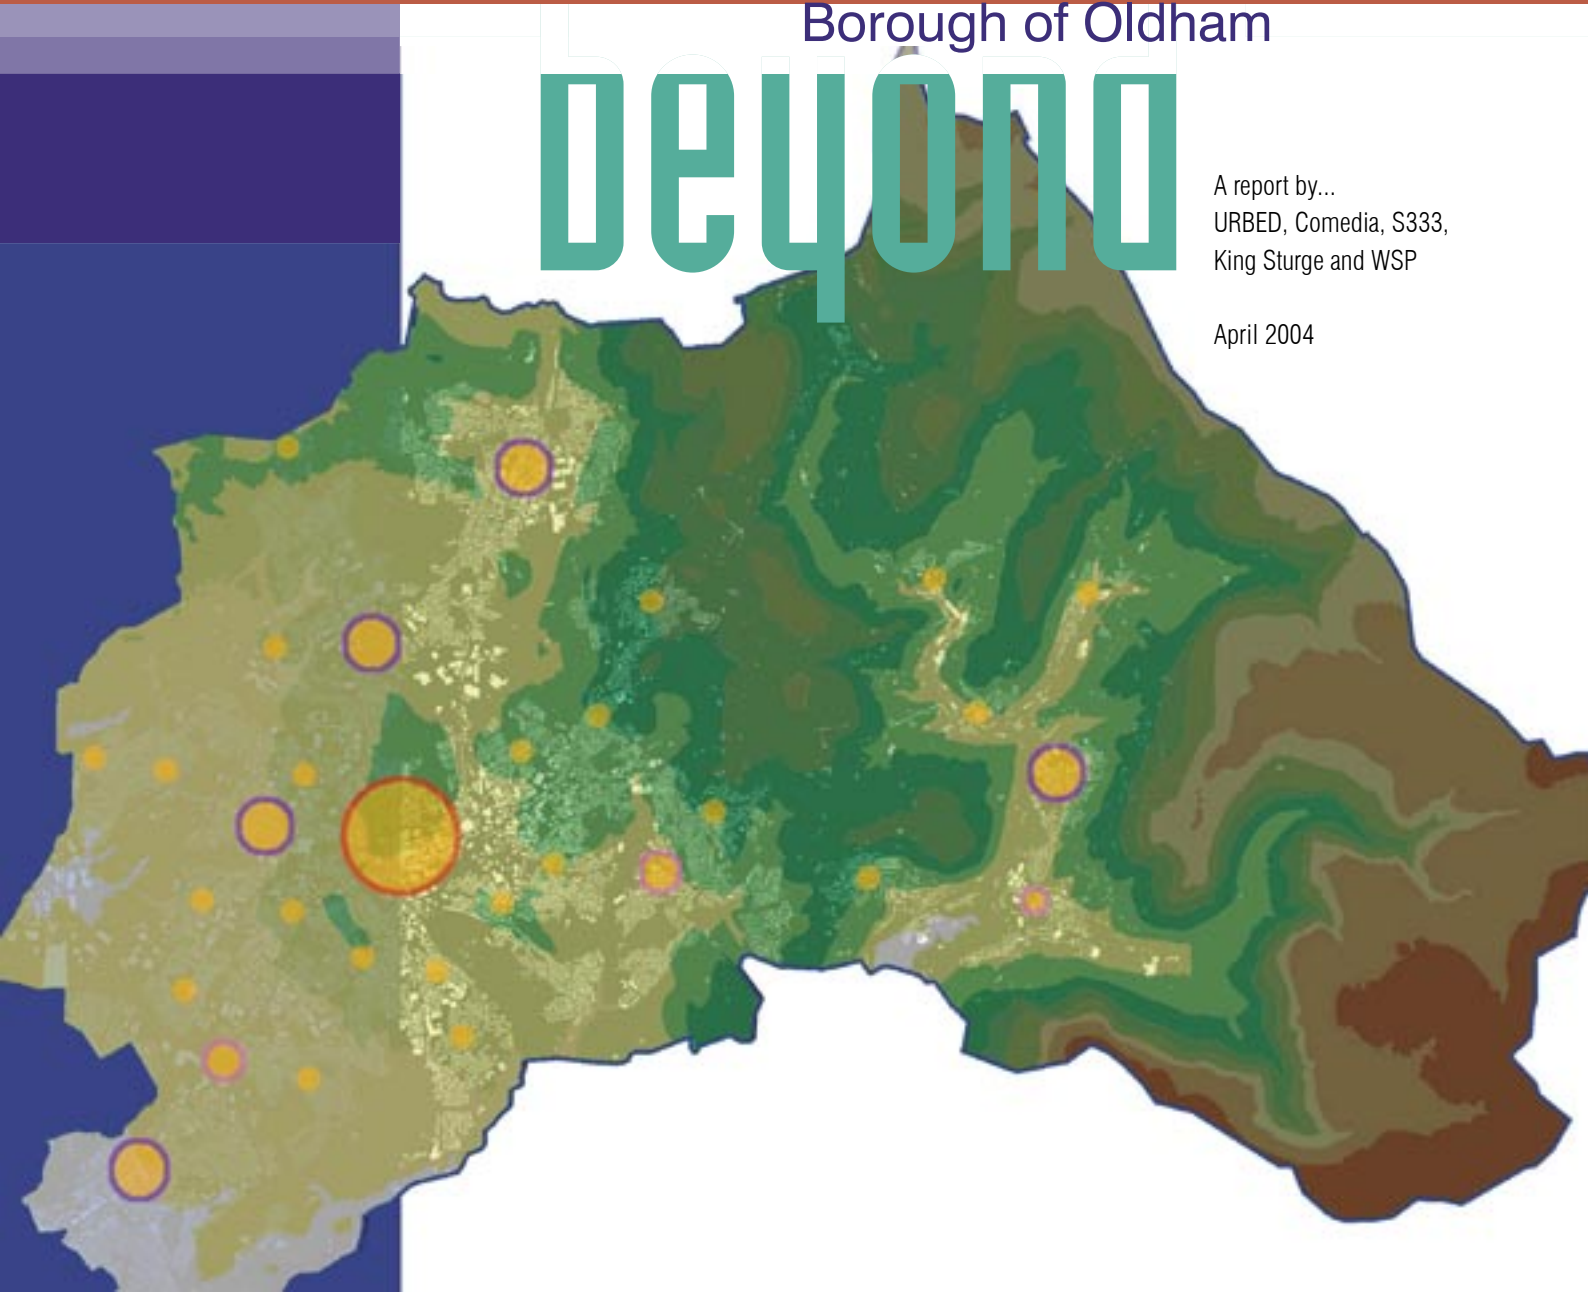 Borough of Oldham
beyond
A report by...
URBED, Comedia, S333,
King Sturge and WSP
April 2004